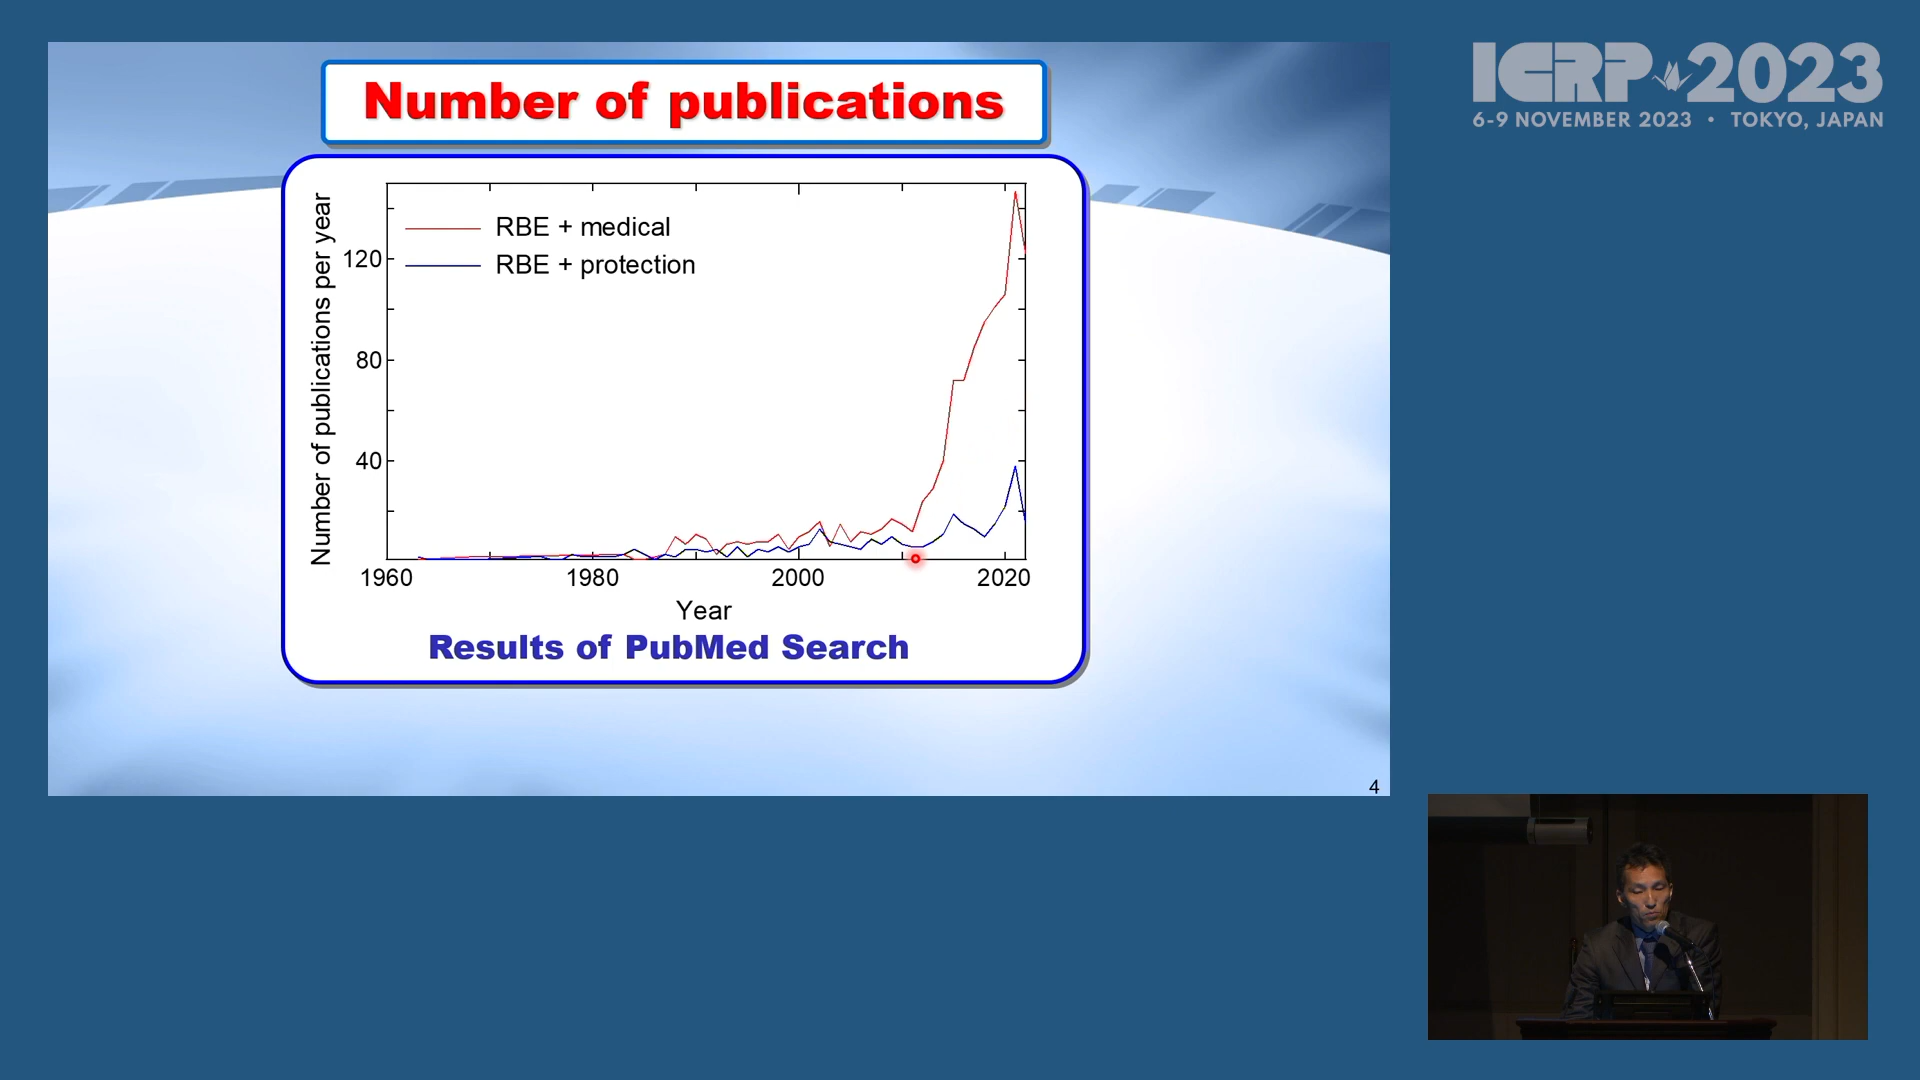 Number of publications
ICRP 2023
6-9 NOVEMBER 2023 • TOKYO, JAPAN
Number of publications per year
RBE + medical
RBE + protection
120
80
40
1960
1980
2000
2020
Year
Results of PubMed Search
4